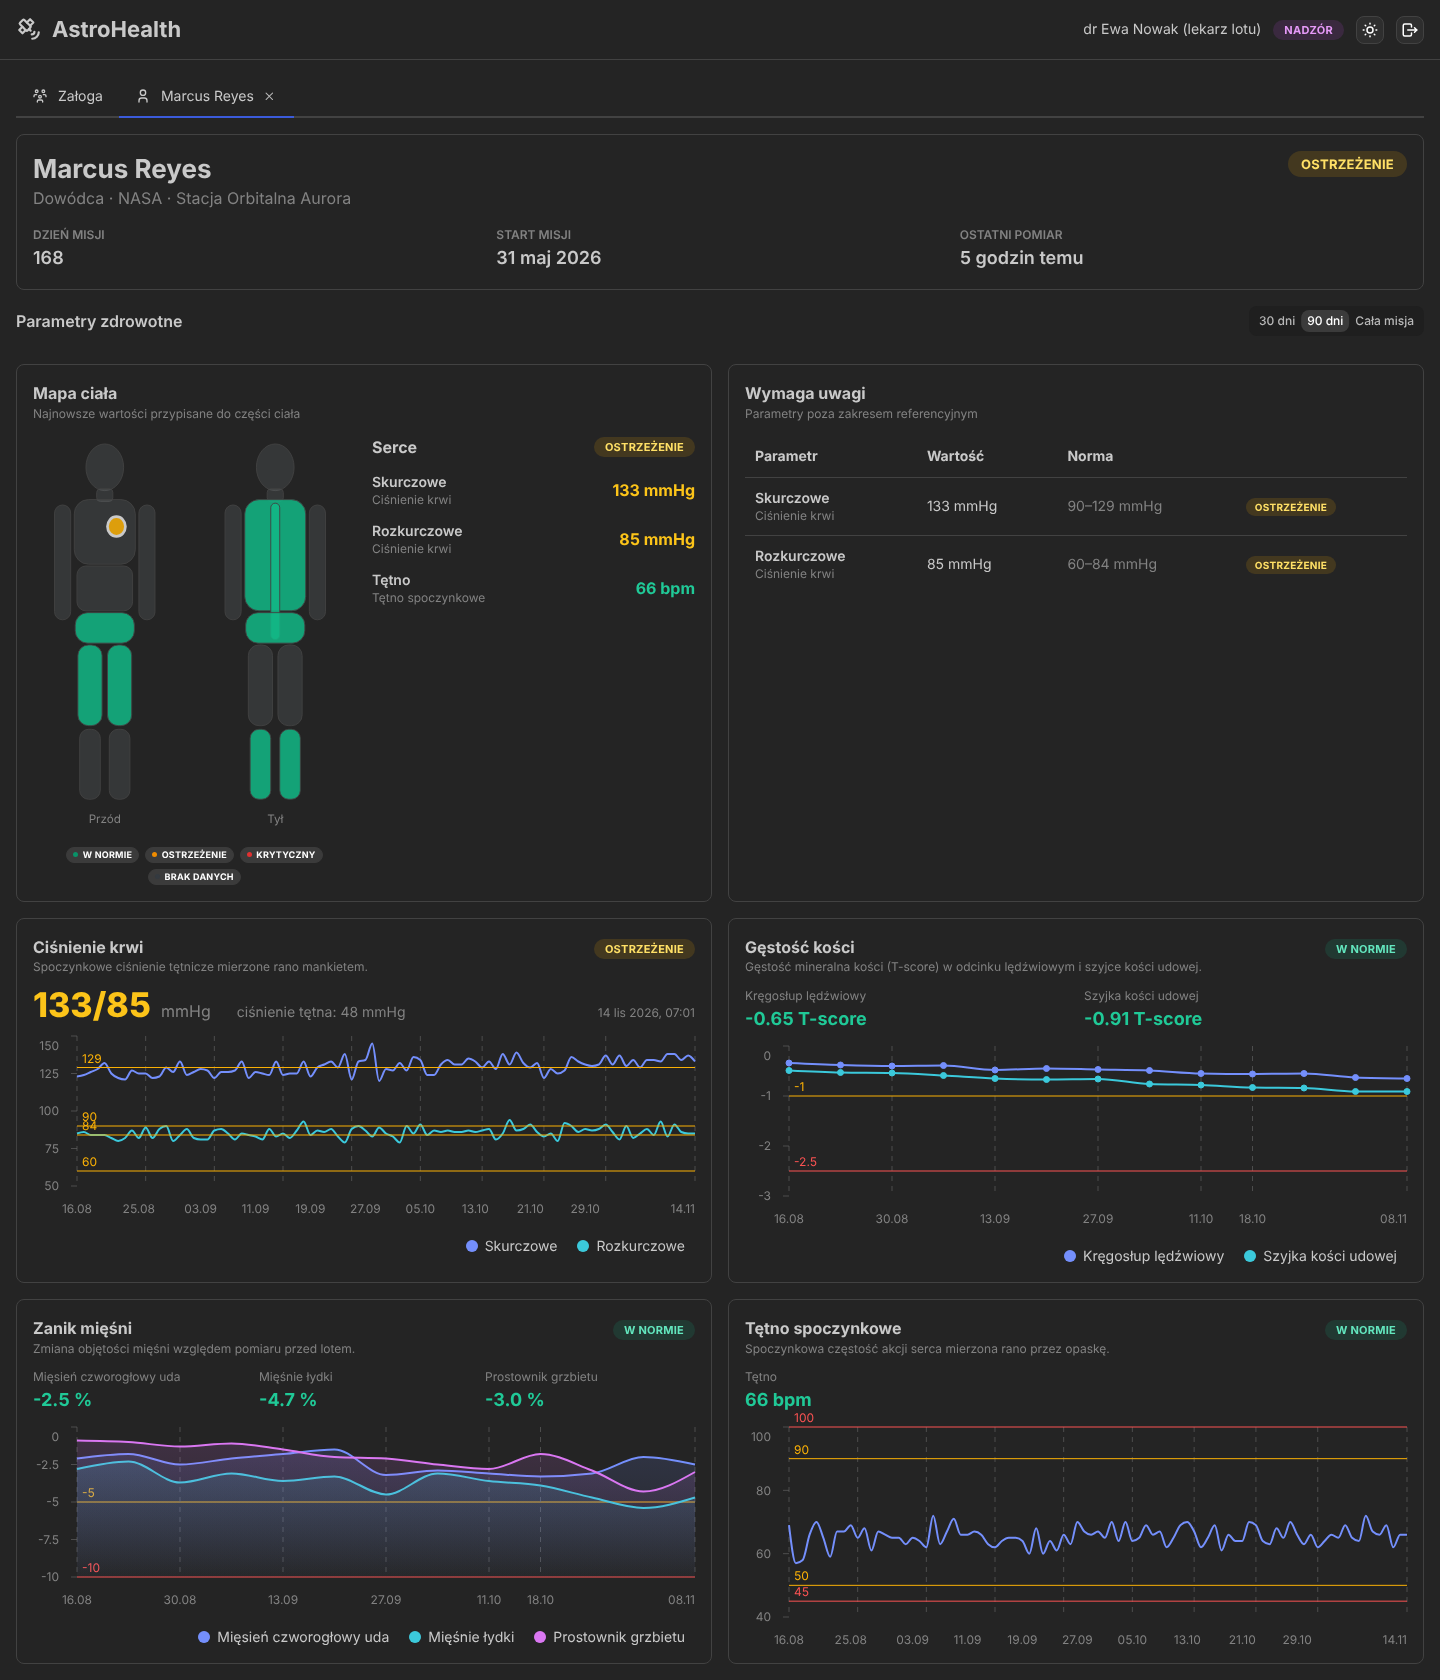 AstroHealth
dr Ewa Nowak (lekarz lotu) NADZÓR
Załoga Marcus Reyes
Marcus Reyes OSTRZEŻENIE
Dowódca · NASA · Stacja Orbitalna Aurora
DZIEŃ MISJI START MISJI OSTATNI POMIAR
168 31 maj 2026 5 godzin temu
Parametry zdrowotne 30 dni 90 dni Cała misja
Mapa ciała
Najnowsze wartości przypisane do części ciała
Serce OSTRZEŻENIE
Skurczowe
Ciśnienie krwi
133 mmHg
Rozkurczowe
Ciśnienie krwi
85 mmHg
Tętno
Tętno spoczynkowe
66 bpm
Przód Tył
W NORMIE OSTRZEŻENIE KRYTYCZNY
BRAK DANYCH
Wymaga uwagi
Parametry poza zakresem referencyjnym
Parametr Wartość Norma
Skurczowe
Ciśnienie krwi
133 mmHg 90–129 mmHg OSTRZEŻENIE
Rozkurczowe
Ciśnienie krwi
85 mmHg 60–84 mmHg OSTRZEŻENIE
Ciśnienie krwi OSTRZEŻENIE
Spoczynkowe ciśnienie tętnicze mierzone rano mankietem.
133/85 mmHg ciśnienie tętna: 48 mmHg 14 lis 2026, 07:01
150
129
125
100
90
84
75
60
50
16.08 25.08 03.09 11.09 19.09 27.09 05.10 13.10 21.10 29.10 14.11
Skurczowe Rozkurczowe
Gęstość kości W NORMIE
Gęstość mineralna kości (T-score) w odcinku lędźwiowym i szyjce kości udowej.
Kręgosłup lędźwiowy Szyjka kości udowej
-0.65 T-score -0.91 T-score
0
-1
-1
-2
-2.5
-3
16.08 30.08 13.09 27.09 11.10 18.10 08.11
Kręgosłup lędźwiowy Szyjka kości udowej
Zanik mięśni W NORMIE
Zmiana objętości mięśni względem pomiaru przed lotem.
Mięsień czworogłowy uda Mięśnie łydki Prostownik grzbietu
-2.5 % -4.7 % -3.0 %
0
-2.5
-5
-5
-7.5
-10
-10
16.08 30.08 13.09 27.09 11.10 18.10 08.11
Mięsień czworogłowy uda Mięśnie łydki Prostownik grzbietu
Tętno spoczynkowe W NORMIE
Spoczynkowa częstość akcji serca mierzona rano przez opaskę.
Tętno
66 bpm
100
100
90
80
60
50
45
40
16.08 25.08 03.09 11.09 19.09 27.09 05.10 13.10 21.10 29.10 14.11